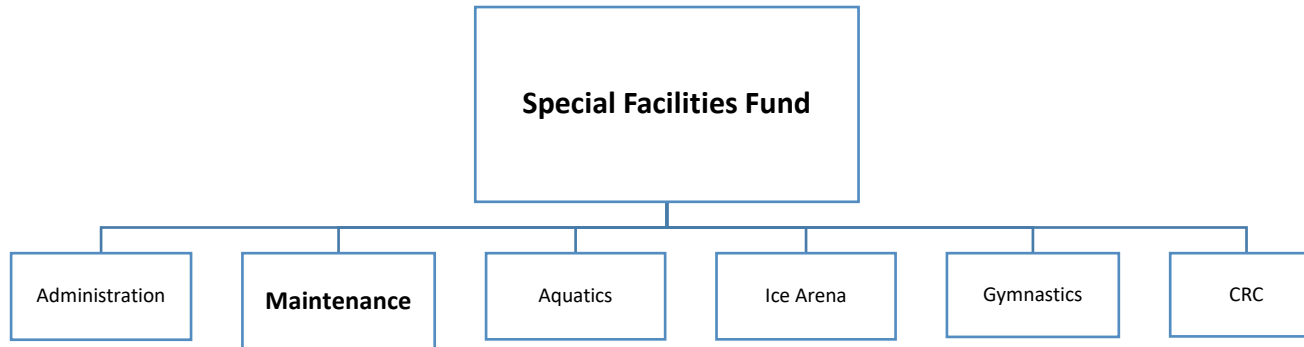 Special Facilities Fund
Administration
Maintenance
Aquatics
Ice Arena
Gymnastics
CRC